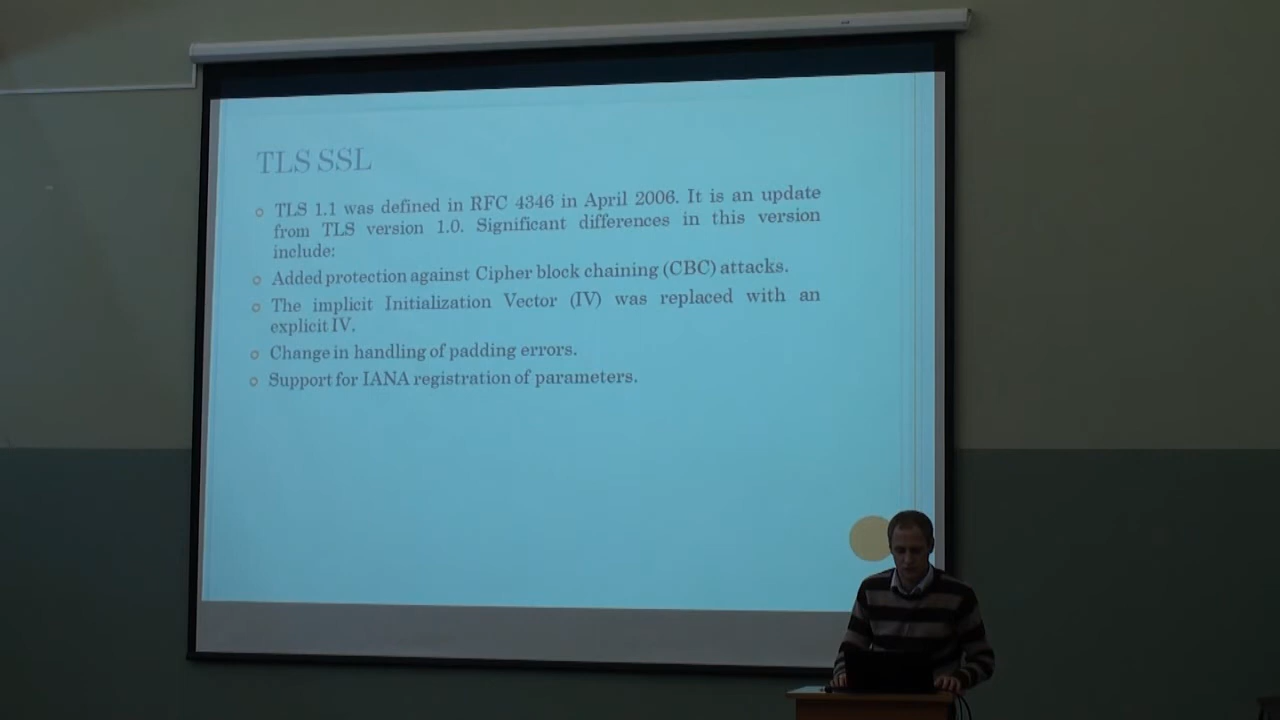 TLS SSL
TLS 1.1 was defined in RFC 4346 in April 2006. It is an update
from TLS version 1.0. Significant differences in this version
include:
Added protection against Cipher block chaining (CBC) attacks.
The implicit Initialization Vector (IV) was replaced with an
explicit IV.
Change in handling of padding errors.
Support for IANA registration of parameters.